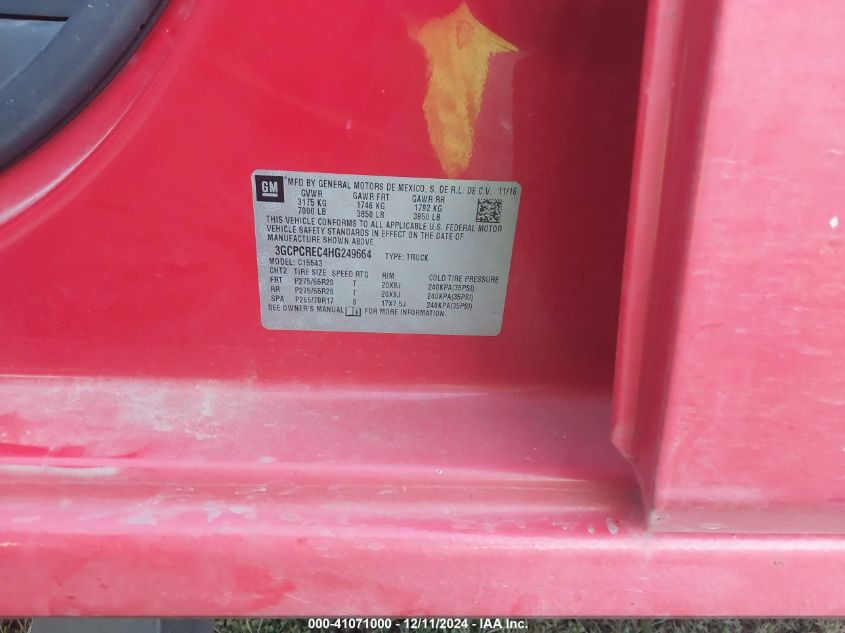 GM MFD BY GENERAL MOTORS DE MEXICO, S. DE R.L. DE C.V. 11/16
GVWR GAWR FRT GAWR RR
3175 KG 1746 KG 1792 KG
7000 LB 3850 LB 3950 LB
THIS VEHICLE CONFORMS TO ALL APPLICABLE U.S. FEDERAL MOTOR
VEHICLE SAFETY STANDARDS IN EFFECT ON THE DATE OF
MANUFACTURE SHOWN ABOVE.
3GCPCREC4HG249664 TYPE: TRUCK
MODEL: C15543
CHT2 TIRE SIZE SPEED RTG RIM COLD TIRE PRESSURE
FRT P275/55R20 T 20X9J 240KPA(35PSI)
RR P275/55R20 T 20X9J 240KPA(35PSI)
SPA P265/70R17 S 17X7.5J 240KPA(35PSI)
SEE OWNER'S MANUAL FOR MORE INFORMATION.
000-41071000 - 12/11/2024 - IAA Inc.